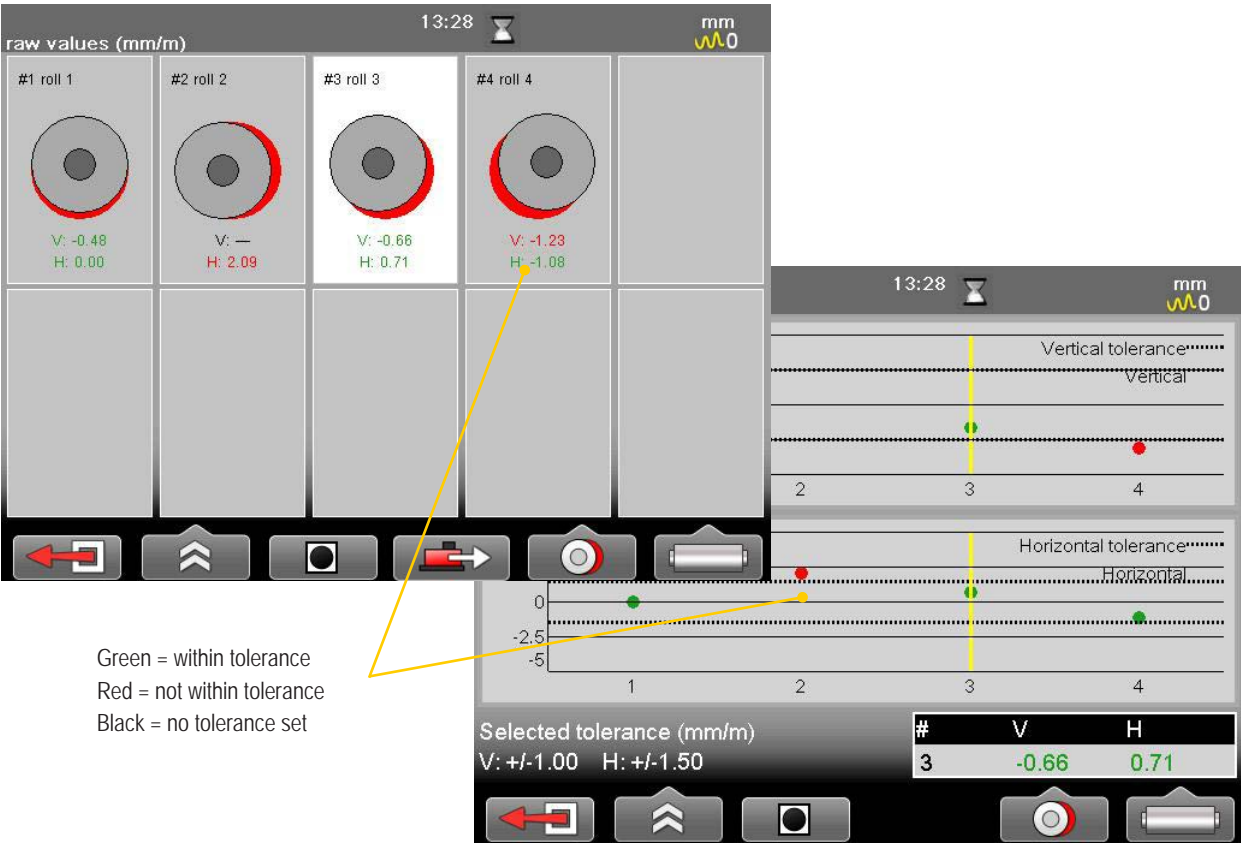 13:28
mm
0
raw values (mm/m)
#1 roll 1
#2 roll 2
#3 roll 3
#4 roll 4
V: -0.48
H: 0.00
V: —
H: 2.09
V: -0.66
H: 0.71
V: -1.23
H: -1.08
13:28
mm
0
Vertical tolerance
Vertical
2 3 4
Horizontal tolerance
Horizontal
0
-2.5
-5
1 2 3 4
Green = within tolerance
Red = not within tolerance
Black = no tolerance set
Selected tolerance (mm/m)
V: +/-1.00 H: +/-1.50
# V H
3 -0.66 0.71